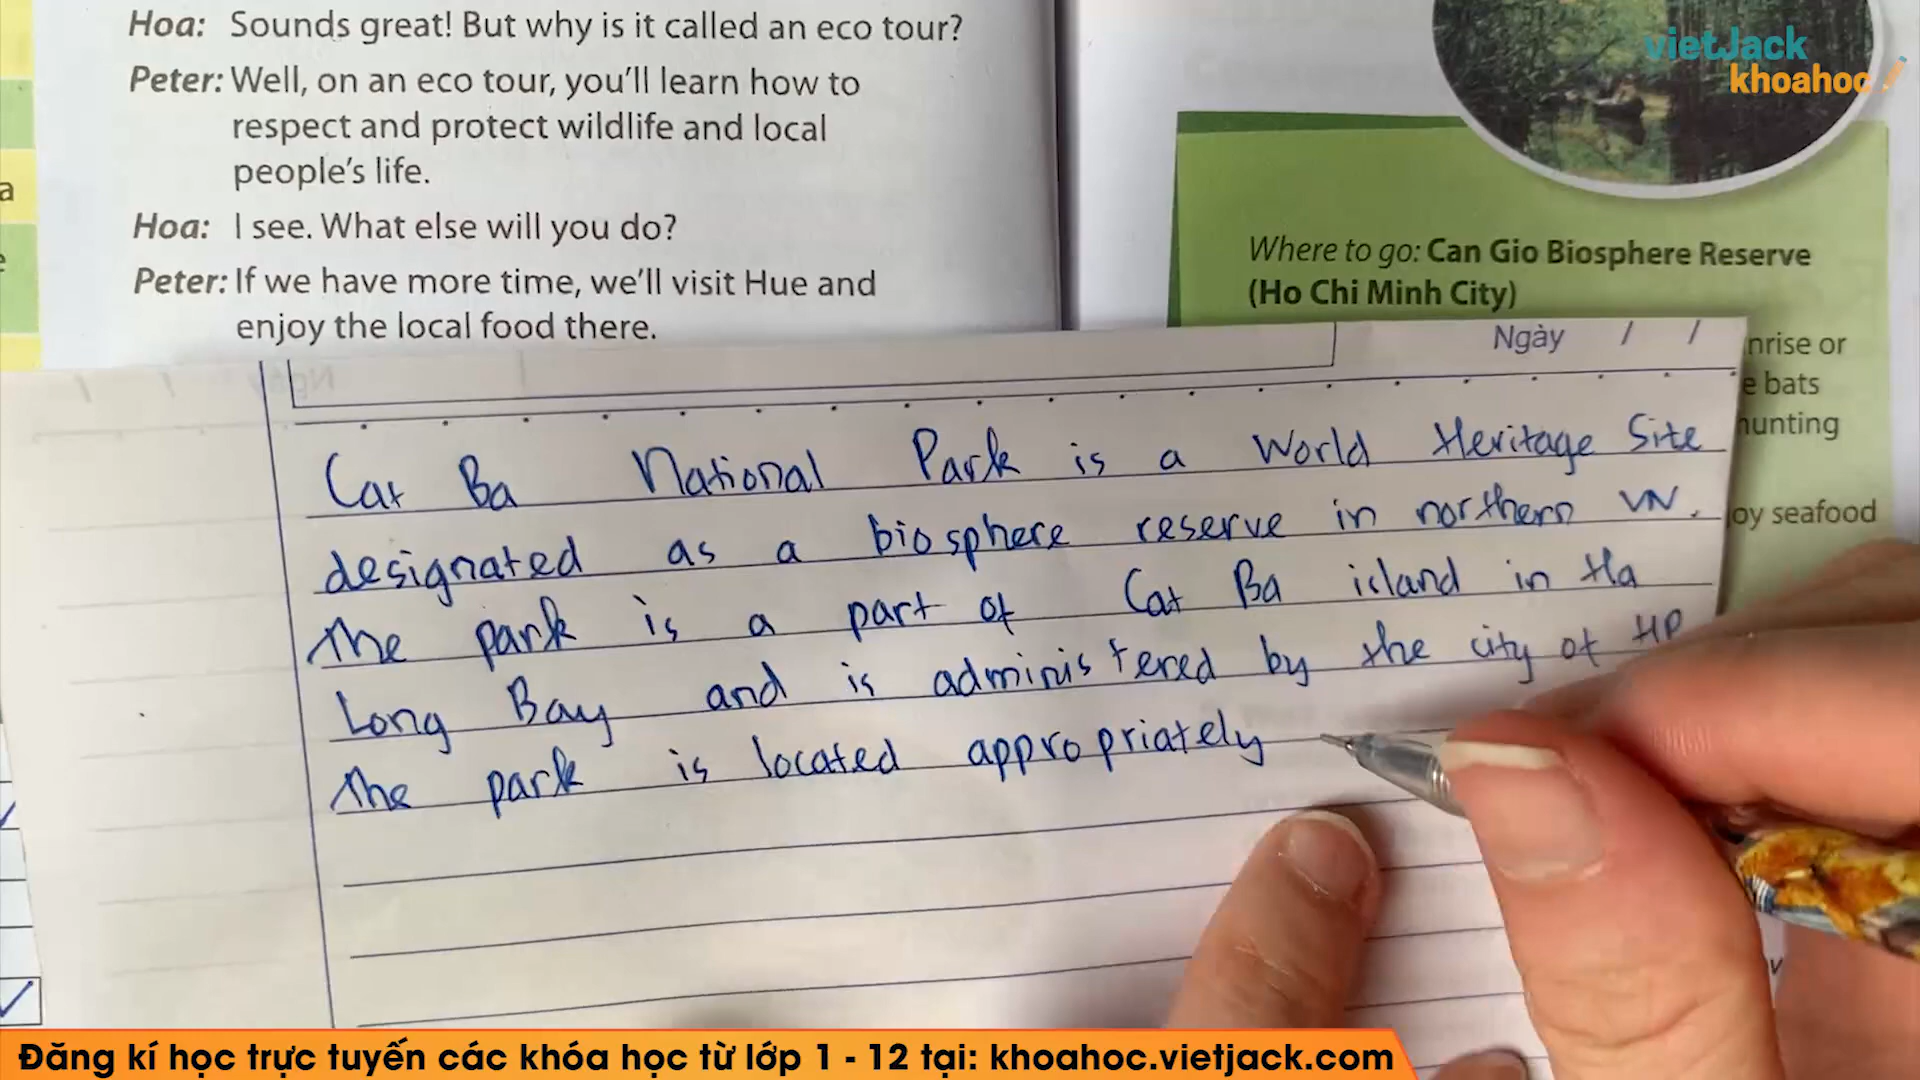 Hoa: Sounds great! But why is it called an eco tour?
Peter: Well, on an eco tour, you'll learn how to
respect and protect wildlife and local
people's life.
Hoa: I see. What else will you do?
Peter: If we have more time, we'll visit Hue and
enjoy the local food there.
vietJack
khoahoc
Where to go: Can Gio Biosphere Reserve
(Ho Chi Minh City)
nrise or
e bats
hunting
oy seafood
Ngày / /
Cat Ba National Park is a World Heritage Site
designated as a biosphere reserve in northern VN.
The park is a part of Cat Ba island in Ha
Long Bay and is administered by the city of HP
The park is located appropriately
a
Đăng kí học trực tuyến các khóa học từ lớp 1 - 12 tại: khoahoc.vietjack.com